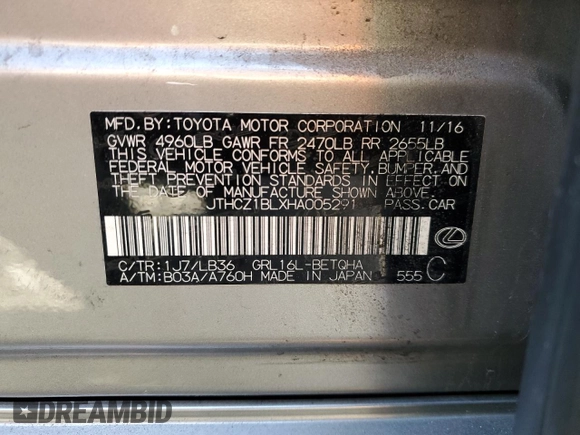 MFD.BY:TOYOTA MOTOR CORPORATION 11/16
GVWR 4960LB GAWR FR 2470LB RR 2655LB
THIS VEHICLE CONFORMS TO ALL APPLICABLE
FEDERAL MOTOR VEHICLE SAFETY,BUMPER,AND
THEFT PREVENTION STANDARDS IN EFFECT ON
THE DATE OF MANUFACTURE SHOWN ABOVE.
JTHCZ1BLXHA005291 PASS.CAR
C/TR:1J7/LB36 GRL16L-BETQHA
A/TM:B03A/A760H MADE IN JAPAN 555 C
DREAMBID